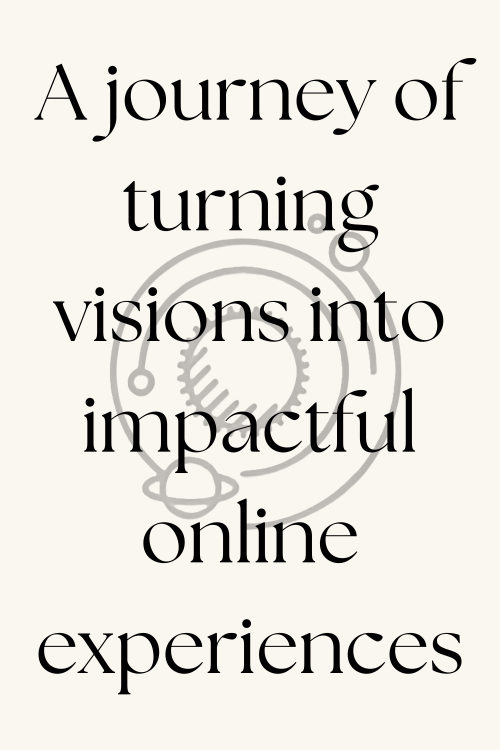 A journey of
turning
visions into
impactful
online
experiences